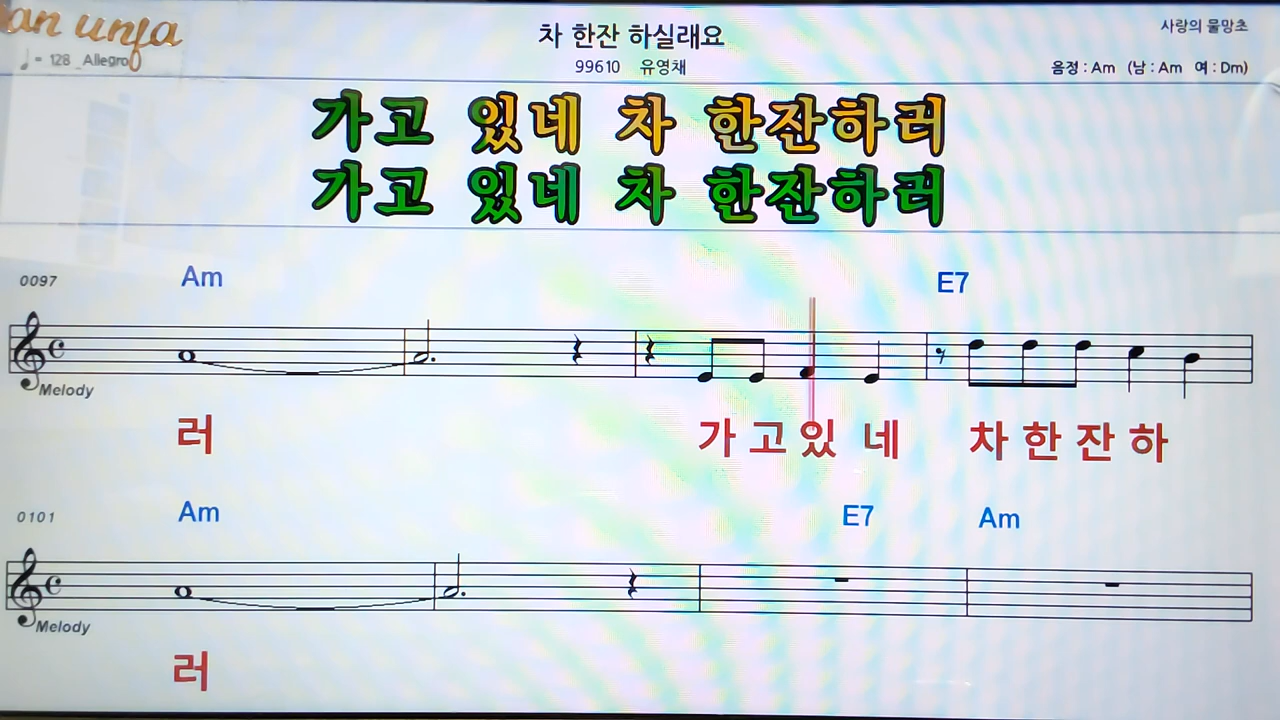 차 한잔 하실래요
사랑의 물망초
♩ = 128 _Allegro
99610 유영채
음정 : Am (남 : Am 여 : Dm)
가고 있네 차 한잔하러
가고 있네 차 한잔하러
0097 Am E7
Melody
러 가 고 있 네 차 한 잔 하
0101 Am E7 Am
Melody
러